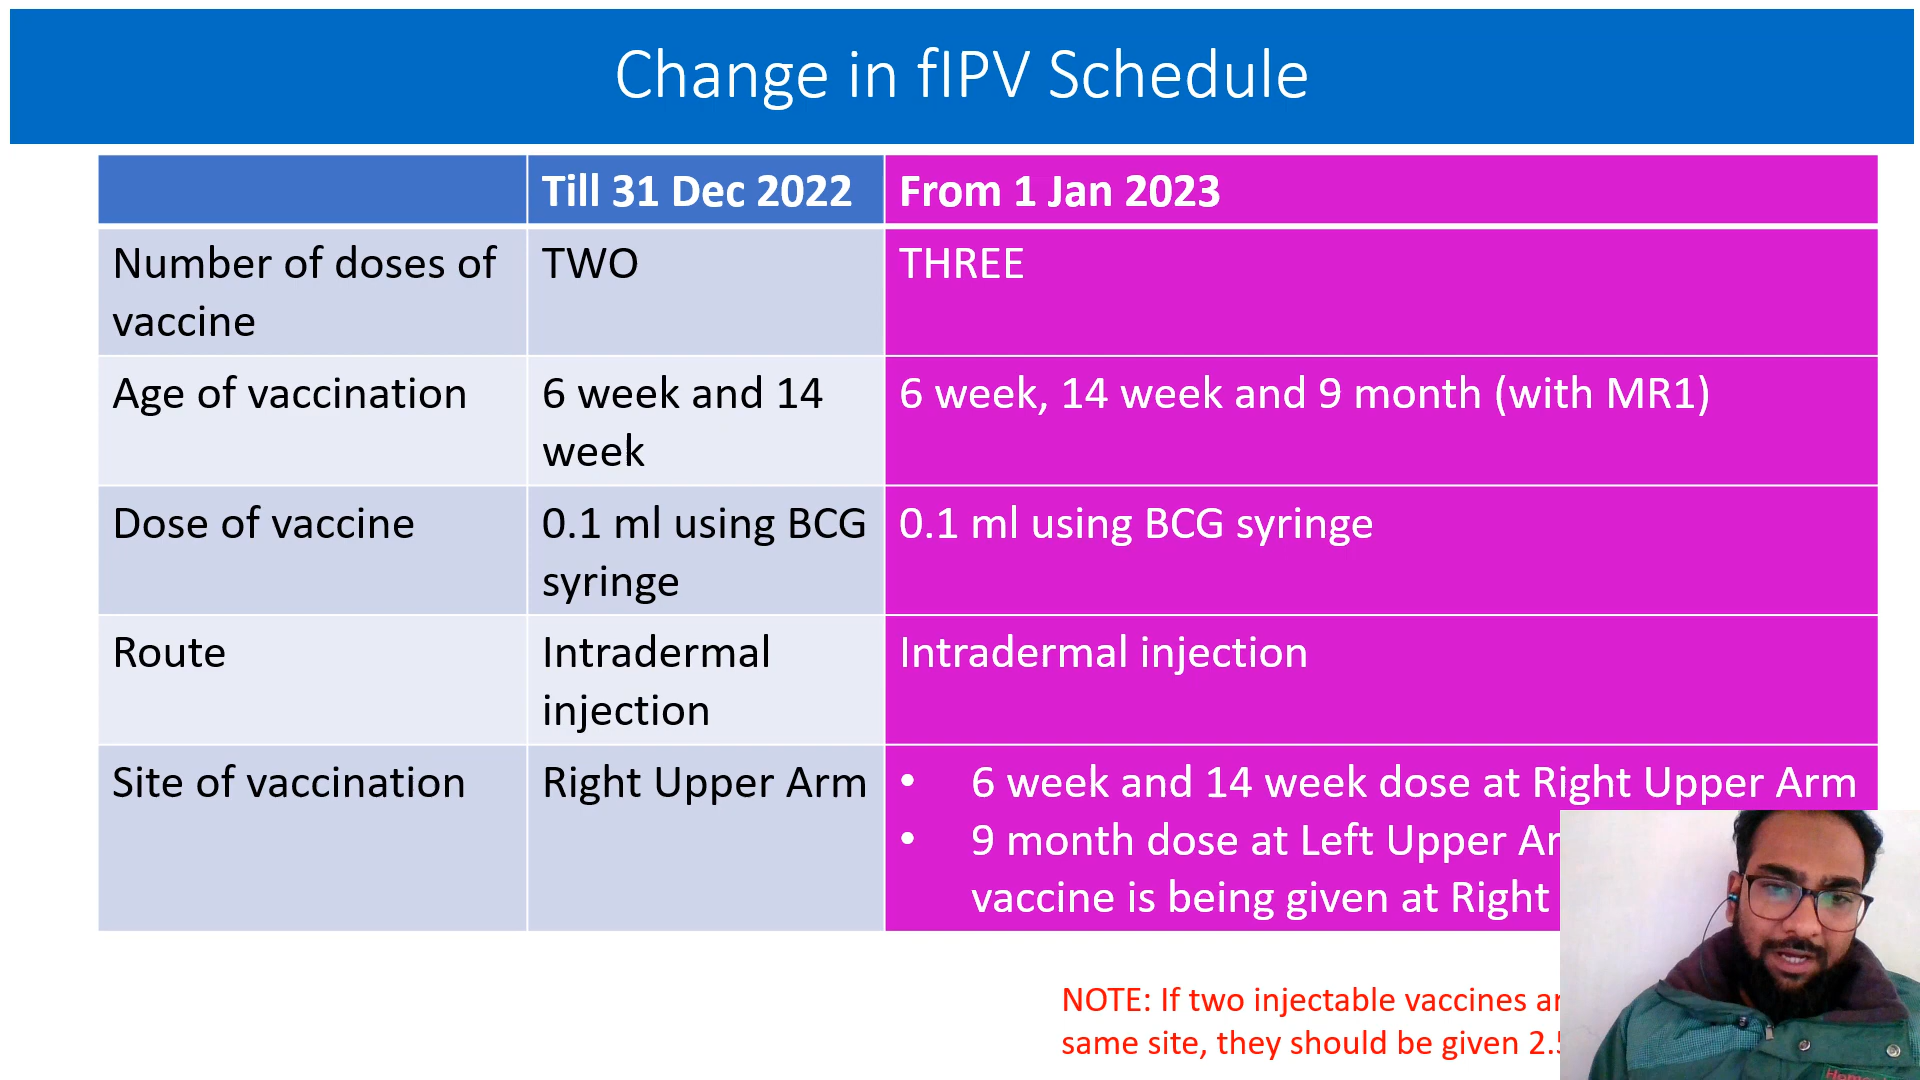 Change in fIPV Schedule
Till 31 Dec 2022 From 1 Jan 2023
Number of doses of
vaccine
TWO
THREE
Age of vaccination
6 week and 14
week
6 week, 14 week and 9 month (with MR1)
Dose of vaccine
0.1 ml using BCG
syringe
0.1 ml using BCG syringe
Route
Intradermal
injection
Intradermal injection
Site of vaccination
Right Upper Arm
• 6 week and 14 week dose at Right Upper Arm
• 9 month dose at Left Upper
vaccine is being given at Right
NOTE: If two injectable vaccines
same site, they should be given